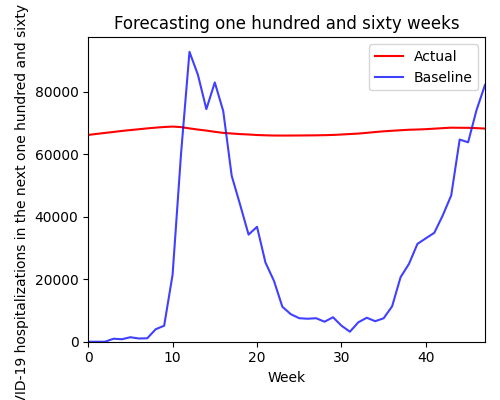 Forecasting one hundred and sixty weeks
Actual
Baseline
80000
60000
40000
20000
0
0 10 20 30 40
Week
VID-19 hospitalizations in the next one hundred and sixty